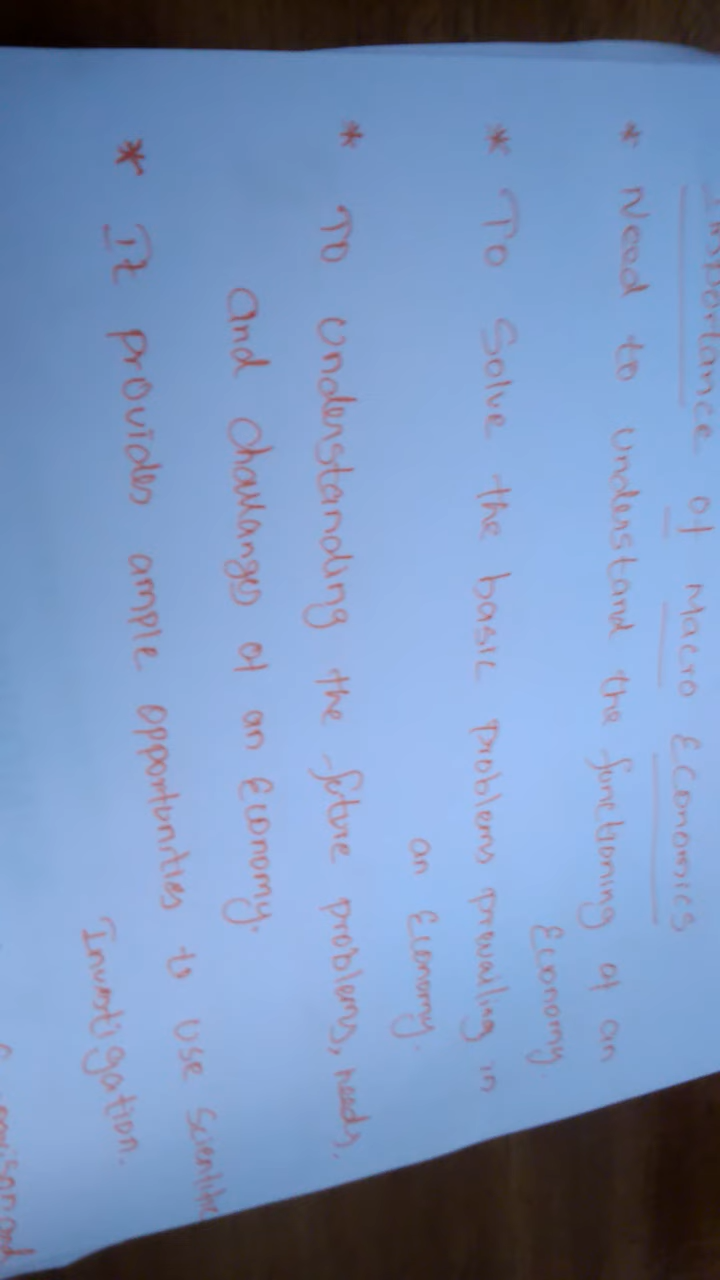 Importance of Macro Economics
* Need to understand the functioning of an
Economy.
* To Solve the basic problems prevailing in
an Economy.
* To understanding the future problems, needs,
and challanges of an Economy.
* It provides ample opportunities to use Scientific
Investigation.
and